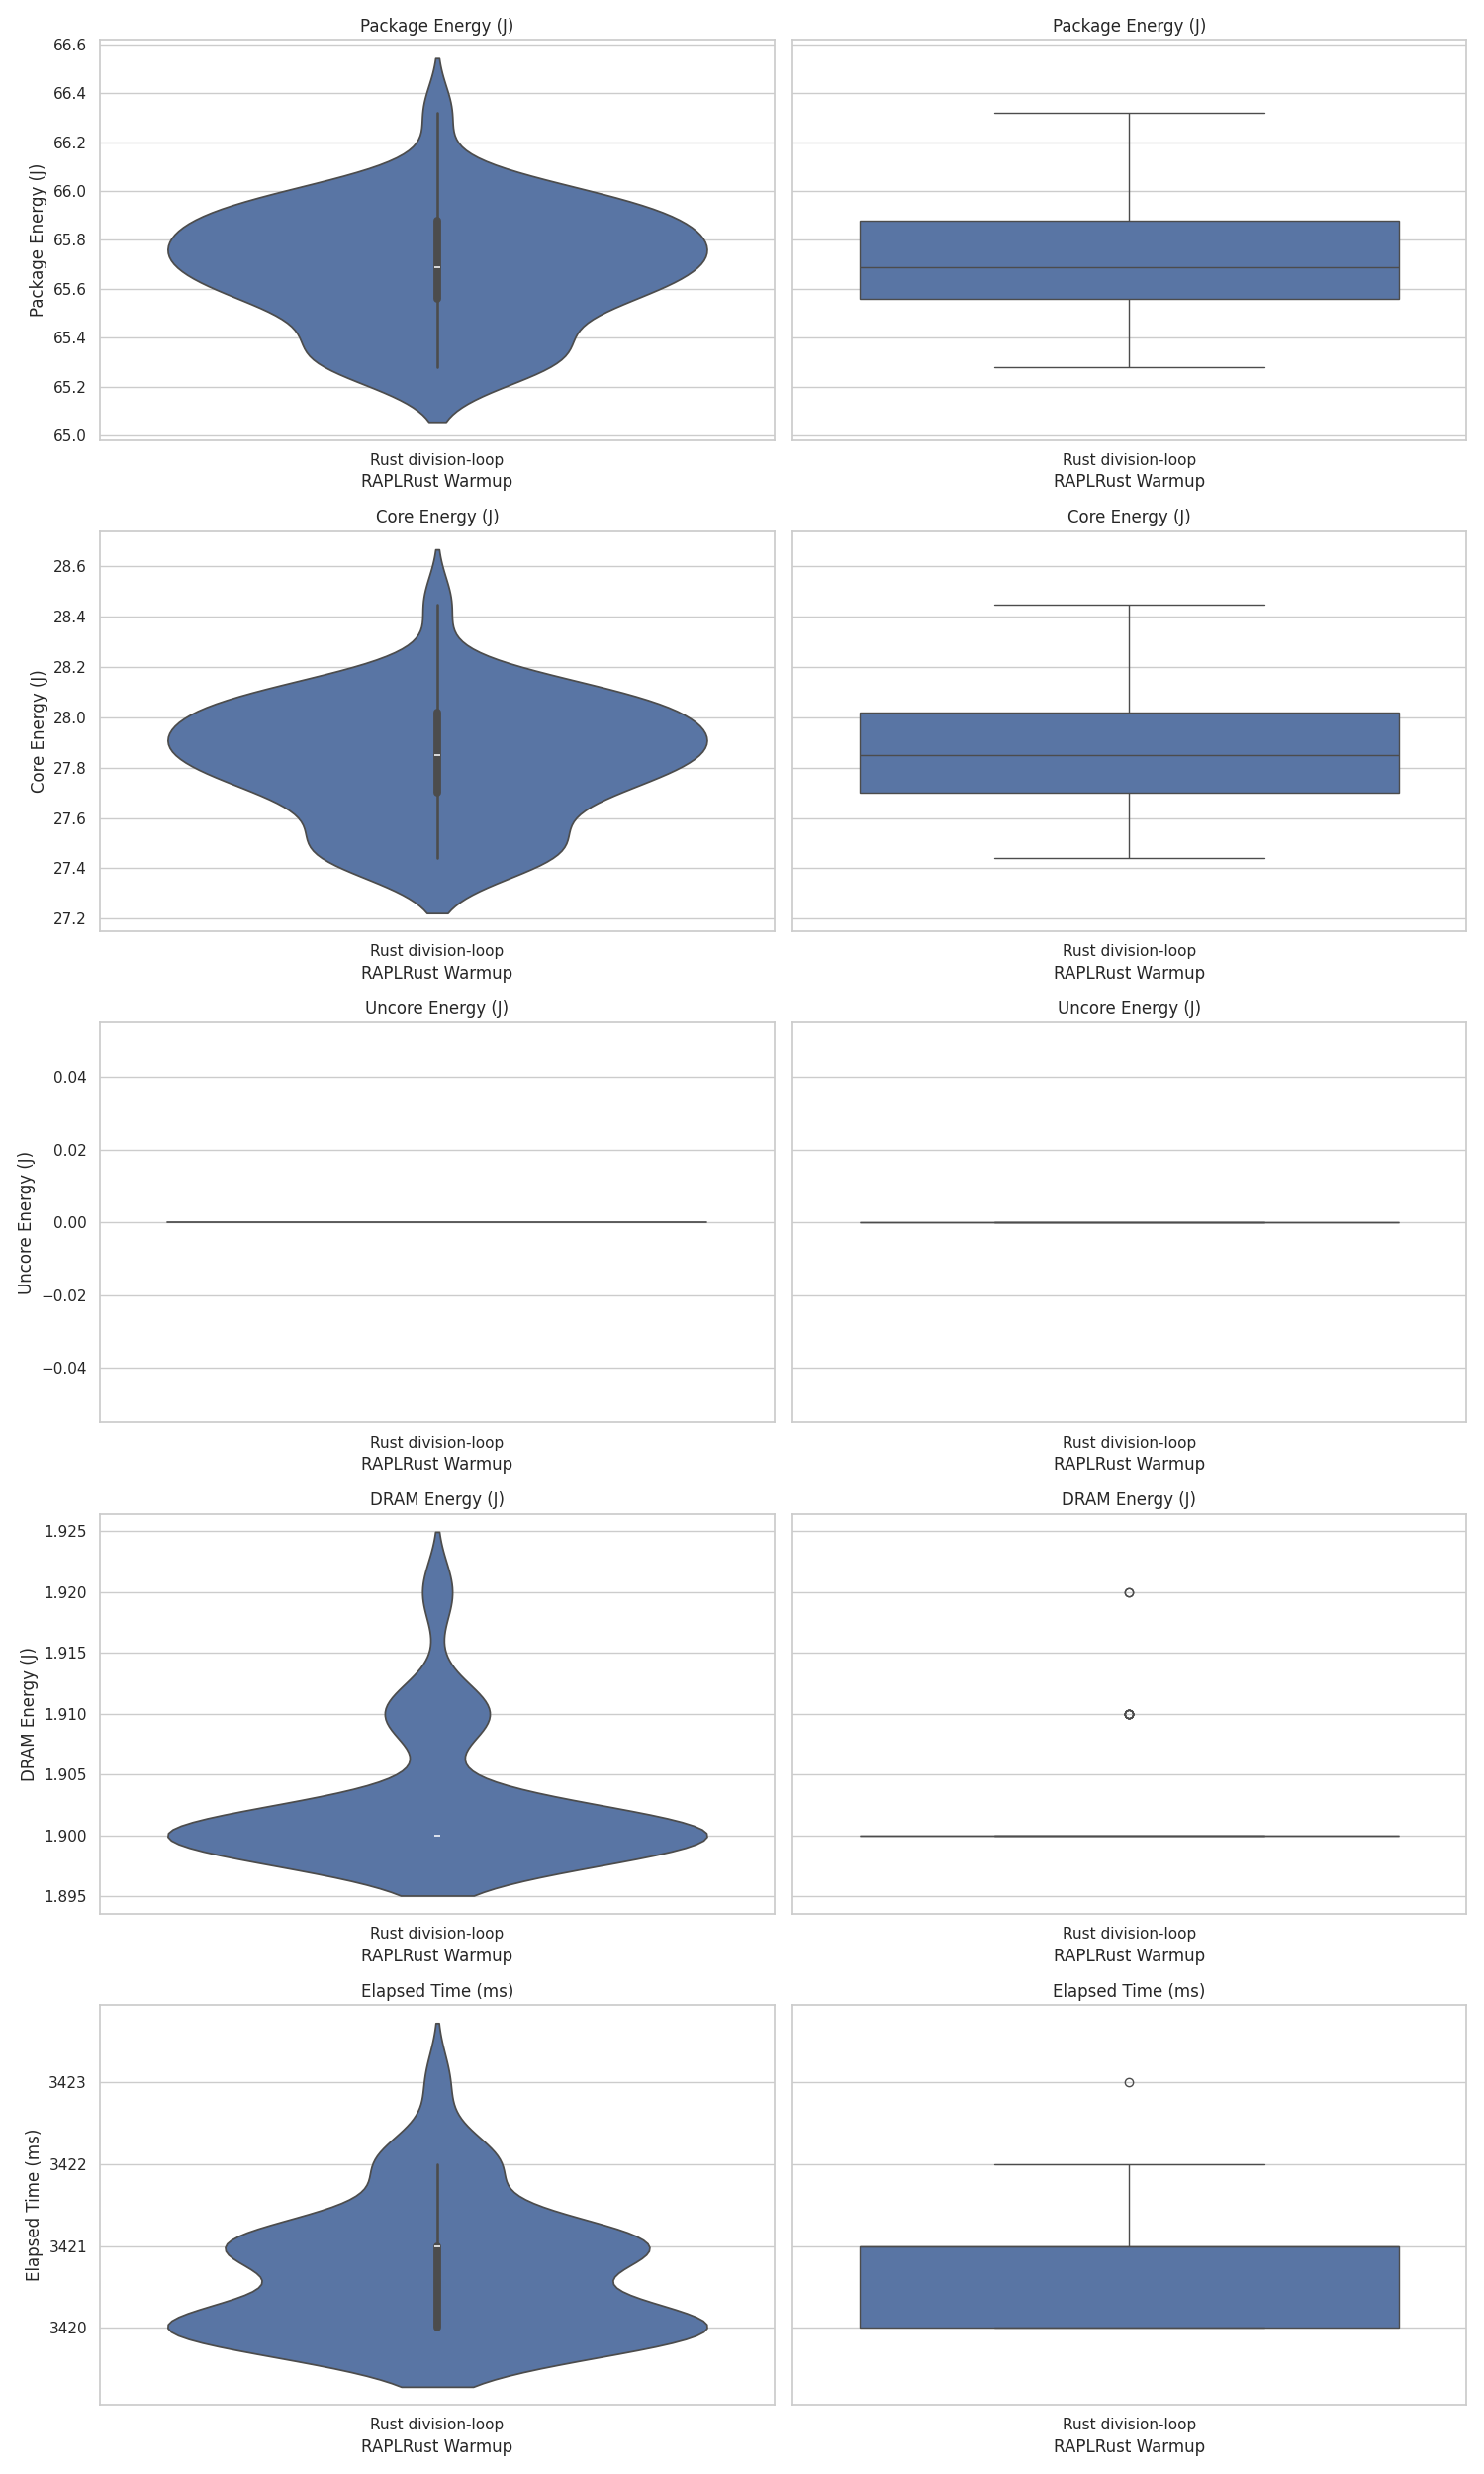 Package Energy (J)
Package Energy (J)
Package Energy (J)
66.6
66.4
66.2
66.0
65.8
65.6
65.4
65.2
65.0
Rust division-loop
RAPLRust Warmup
Rust division-loop
RAPLRust Warmup
Core Energy (J)
Core Energy (J)
Core Energy (J)
28.6
28.4
28.2
28.0
27.8
27.6
27.4
27.2
Rust division-loop
RAPLRust Warmup
Rust division-loop
RAPLRust Warmup
Uncore Energy (J)
Uncore Energy (J)
Uncore Energy (J)
0.04
0.02
0.00
−0.02
−0.04
Rust division-loop
RAPLRust Warmup
Rust division-loop
RAPLRust Warmup
DRAM Energy (J)
DRAM Energy (J)
DRAM Energy (J)
1.925
1.920
1.915
1.910
1.905
1.900
1.895
Rust division-loop
RAPLRust Warmup
Rust division-loop
RAPLRust Warmup
Elapsed Time (ms)
Elapsed Time (ms)
Elapsed Time (ms)
3423
3422
3421
3420
Rust division-loop
RAPLRust Warmup
Rust division-loop
RAPLRust Warmup